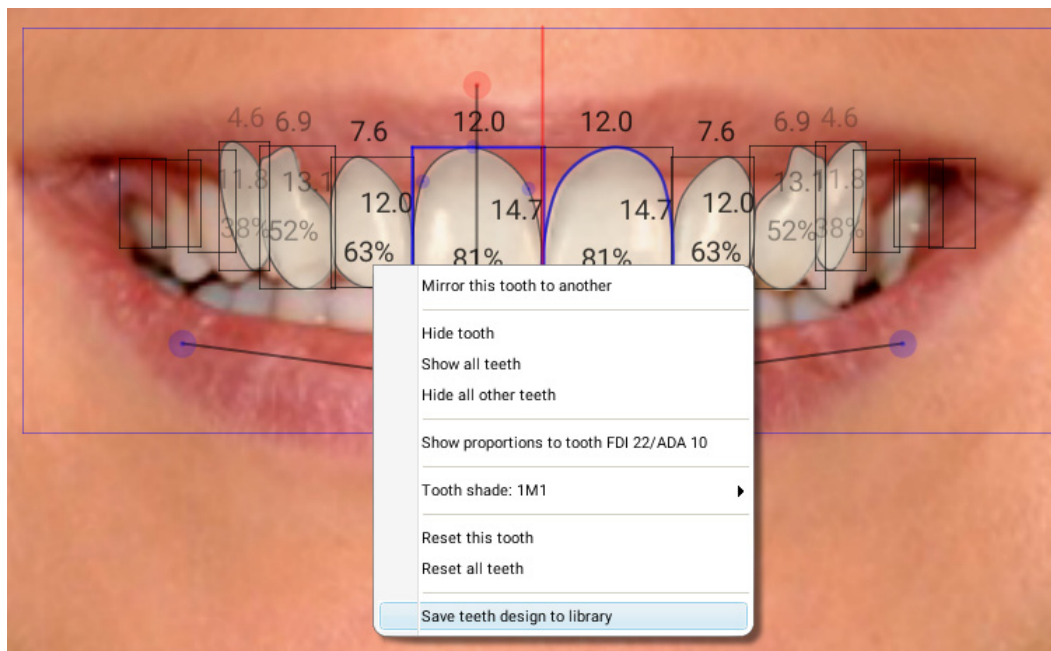 4.6 6.9 7.6 12.0 12.0 7.6 6.9 4.6
11.8 13.1 12.0 14.7 14.7 12.0 13.1 11.8
38% 52% 63% 81% 81% 63% 52% 38%
Mirror this tooth to another
Hide tooth
Show all teeth
Hide all other teeth
Show proportions to tooth FDI 22/ADA 10
Tooth shade: 1M1
Reset this tooth
Reset all teeth
Save teeth design to library